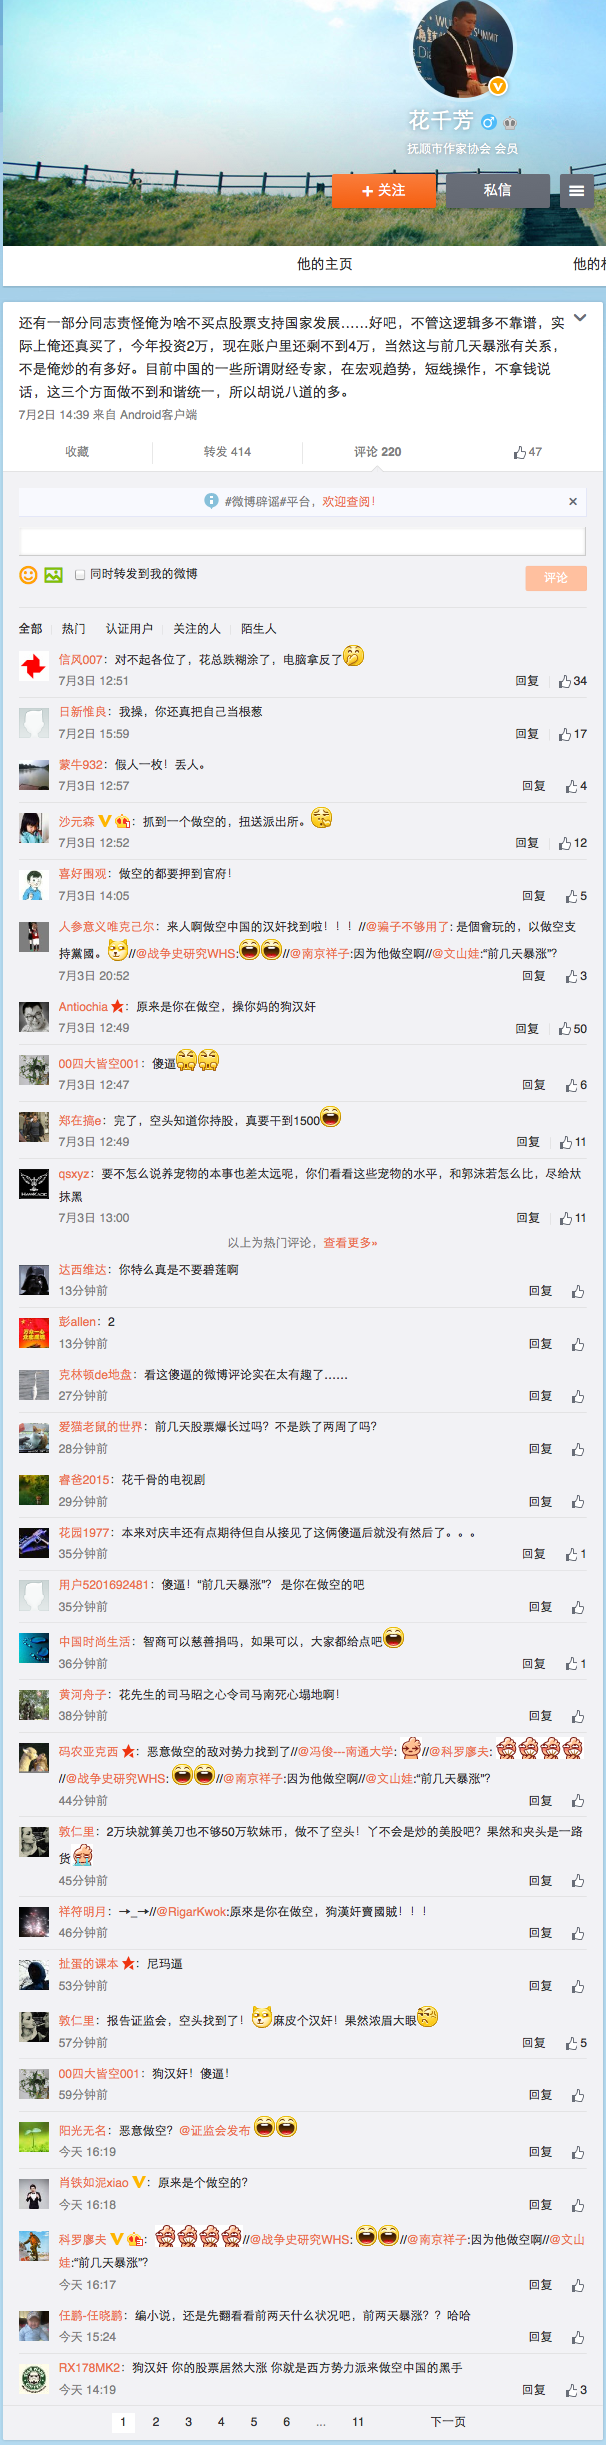 花千芳
抚顺市作家协会 会员
+ 关注
私信
他的主页
还有一部分同志责怪俺为啥不买点股票支持国家发展……好吧，不管这逻辑多不靠谱，实
际上俺还真买了，今年投资2万，现在账户里还剩不到4万，当然这与前几天暴涨有关系，
不是俺炒的有多好。目前中国的一些所谓财经专家，在宏观趋势，短线操作，不拿钱说
话，这三个方面做不到和谐统一，所以胡说八道的多。
7月2日 14:39 来自 Android客户端
收藏
转发 414
评论 220
47
#微博辟谣#平台，欢迎查阅！
同时转发到我的微博
评论
全部 热门 认证用户 关注的人 陌生人
信风007：对不起各位了，花总跌糊涂了，电脑拿反了
7月3日 12:51 回复 34
日新惟良：我操，你还真把自己当根葱
7月2日 15:59 回复 17
蒙牛932：假人一枚！丢人。
7月3日 12:57 回复 4
沙元森：抓到一个做空的，扭送派出所。
7月3日 12:52 回复 12
喜好围观：做空的都要押到官府！
7月3日 14:05 回复 5
人参意义唯克己尔：来人啊做空中国的汉奸找到啦！！！//@骗子不够用了: 是個會玩的，以做空支
持黨國。//@战争史研究WHS://@南京祥子:因为他做空啊//@文山娃:“前几天暴涨”?
7月3日 20:52 回复 3
Antiochia：原来是你在做空，操你妈的狗汉奸
7月3日 12:49 回复 50
00四大皆空001：傻逼
7月3日 12:47 回复 6
郑在搞e：完了，空头知道你持股，真要干到1500
7月3日 12:49 回复 11
qsxyz：要不怎么说养宠物的本事也差太远呢，你们看看这些宠物的水平，和郭沫若怎么比，尽给
抹黑
7月3日 13:00 回复 11
以上为热门评论，查看更多»
达西维达：你特么真是不要碧莲啊
13分钟前 回复
彭allen：2
13分钟前 回复
克林顿de地盘：看这傻逼的微博评论实在太有趣了……
27分钟前 回复
爱猫老鼠的世界：前几天股票爆长过吗？不是跌了两周了吗？
28分钟前 回复
睿爸2015：花千骨的电视剧
29分钟前 回复
花园1977：本来对庆丰还有点期待但自从接见了这俩傻逼后就没有然后了。。。
35分钟前 回复 1
用户5201692481：傻逼！“前几天暴涨”？ 是你在做空的吧
35分钟前 回复
中国时尚生活：智商可以慈善捐吗，如果可以，大家都给点吧
36分钟前 回复 1
黄河舟子：花先生的司马昭之心令司马南死心塌地啊！
38分钟前 回复
码农亚克西：恶意做空的敌对势力找到了//@冯俊---南通大学://@科罗廖夫:
//@战争史研究WHS://@南京祥子:因为他做空啊//@文山娃:“前几天暴涨”?
44分钟前 回复
敦仁里：2万块就算美刀也不够50万软妹币，做不了空头！丫不会是炒的美股吧？果然和夹头是一路
货
45分钟前 回复
祥符明月：→_→//@RigarKwok:原來是你在做空，狗漢奸賣國賊！！！
46分钟前 回复
扯蛋的课本：尼玛逼
53分钟前 回复
敦仁里：报告证监会，空头找到了！麻皮个汉奸！果然浓眉大眼
57分钟前 回复 5
00四大皆空001：狗汉奸！傻逼！
59分钟前 回复
阳光无名：恶意做空？@证监会发布
今天 16:19 回复
肖铁如泥xiao：原来是个做空的？
今天 16:18 回复
科罗廖夫：//@战争史研究WHS://@南京祥子:因为他做空啊//@文山
娃:“前几天暴涨”?
今天 16:17 回复
任鹏-任晓鹏：编小说，还是先翻看看前两天什么状况吧，前两天暴涨？？哈哈
今天 15:24 回复
RX178MK2：狗汉奸 你的股票居然大涨 你就是西方势力派来做空中国的黑手
今天 14:19 回复 3
1 2 3 4 5 6 ... 11 下一页